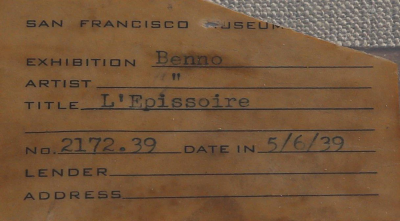 SAN FRANCISCO MUSEUM
EXHIBITION Benno
ARTIST "
TITLE L'Epissoire
No. 2172.39 DATE IN 5/6/39
LENDER
ADDRESS